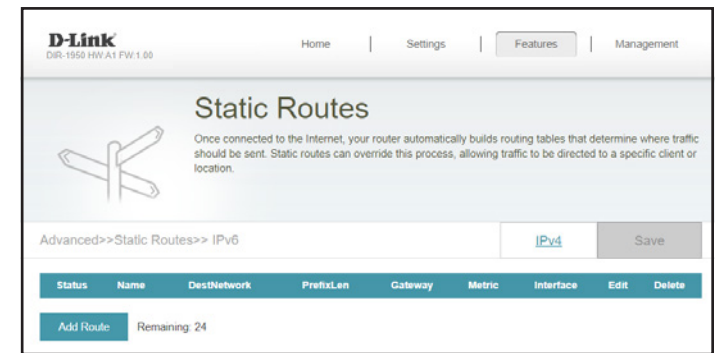 D-Link
DIR-1950 HW:A1 FW:1.00
Home | Settings | Features | Management
Static Routes
Once connected to the Internet, your router automatically builds routing tables that determine where traffic
should be sent. Static routes can override this process, allowing traffic to be directed to a specific client or
location.
Advanced>>Static Routes>> IPv6
IPv4
Save
Status Name DestNetwork PrefixLen Gateway Metric Interface Edit Delete
Add Route Remaining: 24